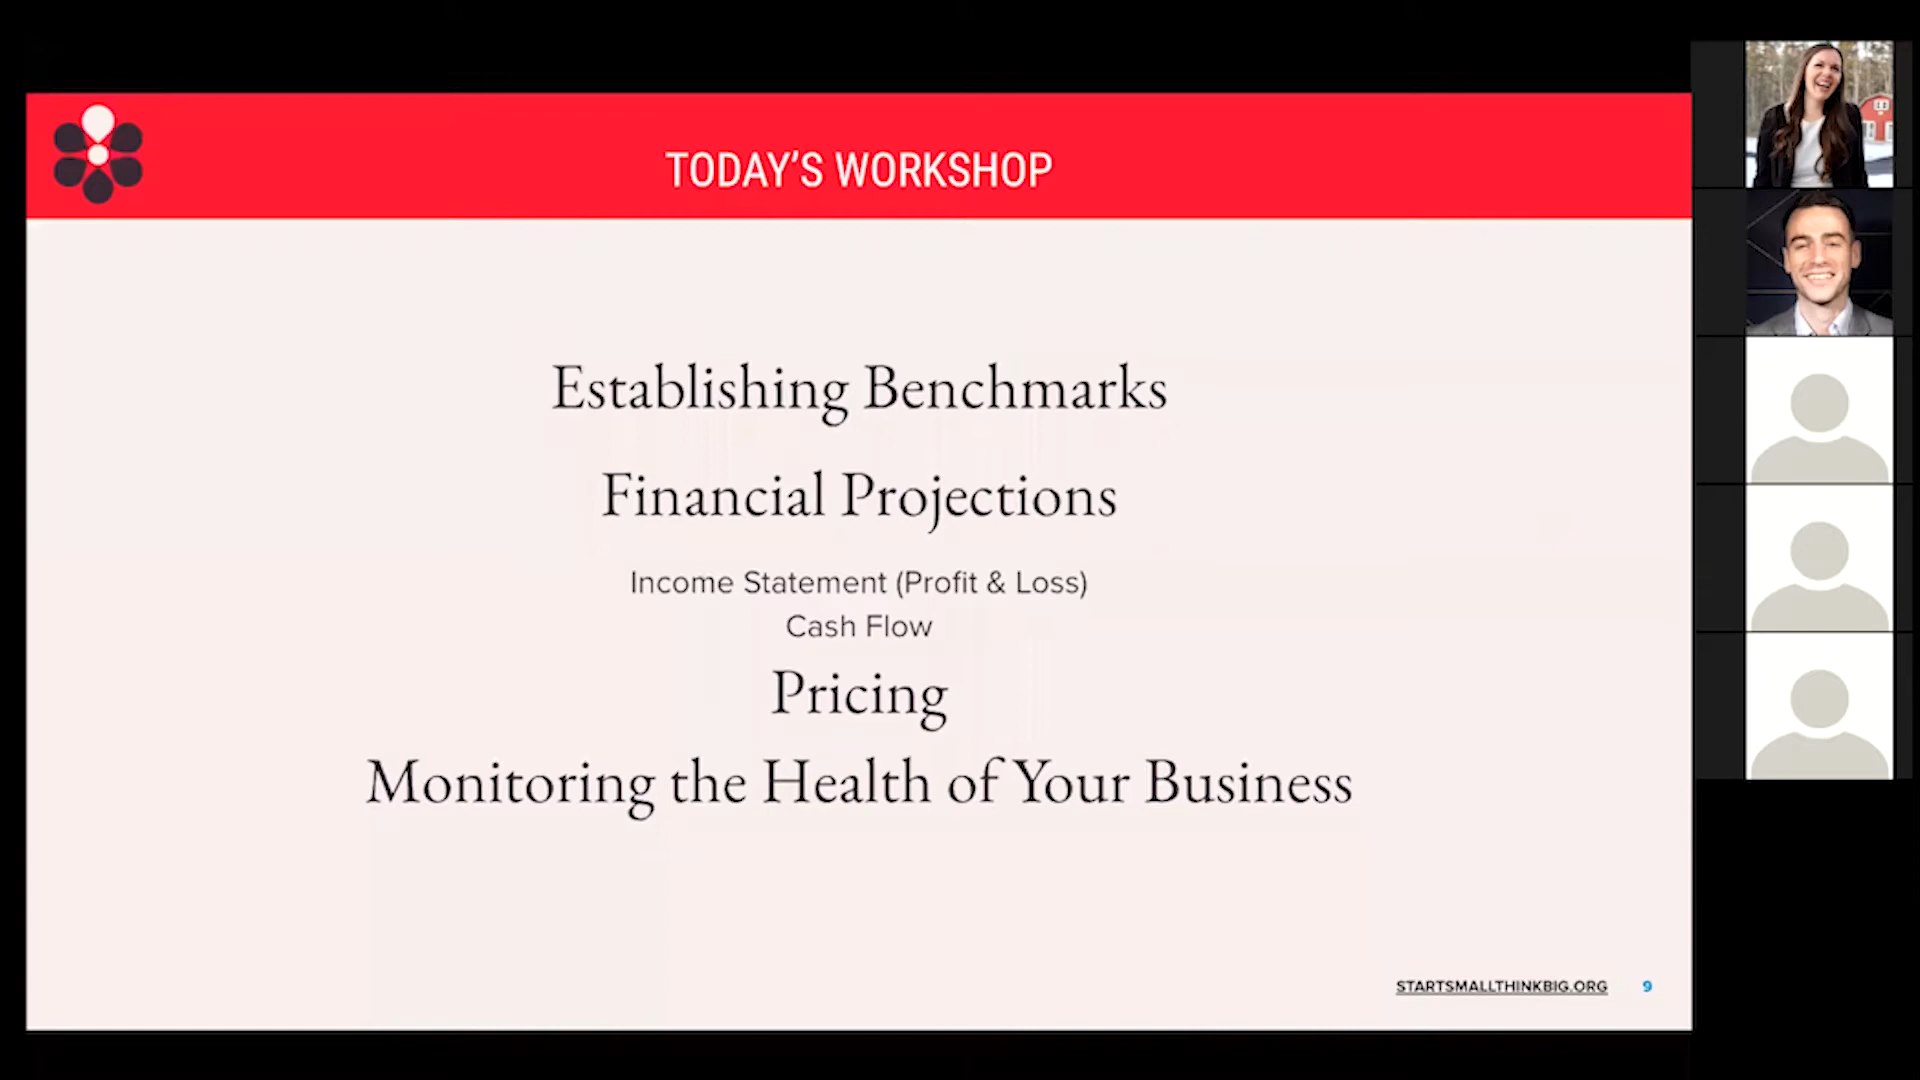 TODAY’S WORKSHOP
Establishing Benchmarks
Financial Projections
Income Statement (Profit & Loss)
Cash Flow
Pricing
Monitoring the Health of Your Business
STARTSMALLTHINKBIG.ORG 9